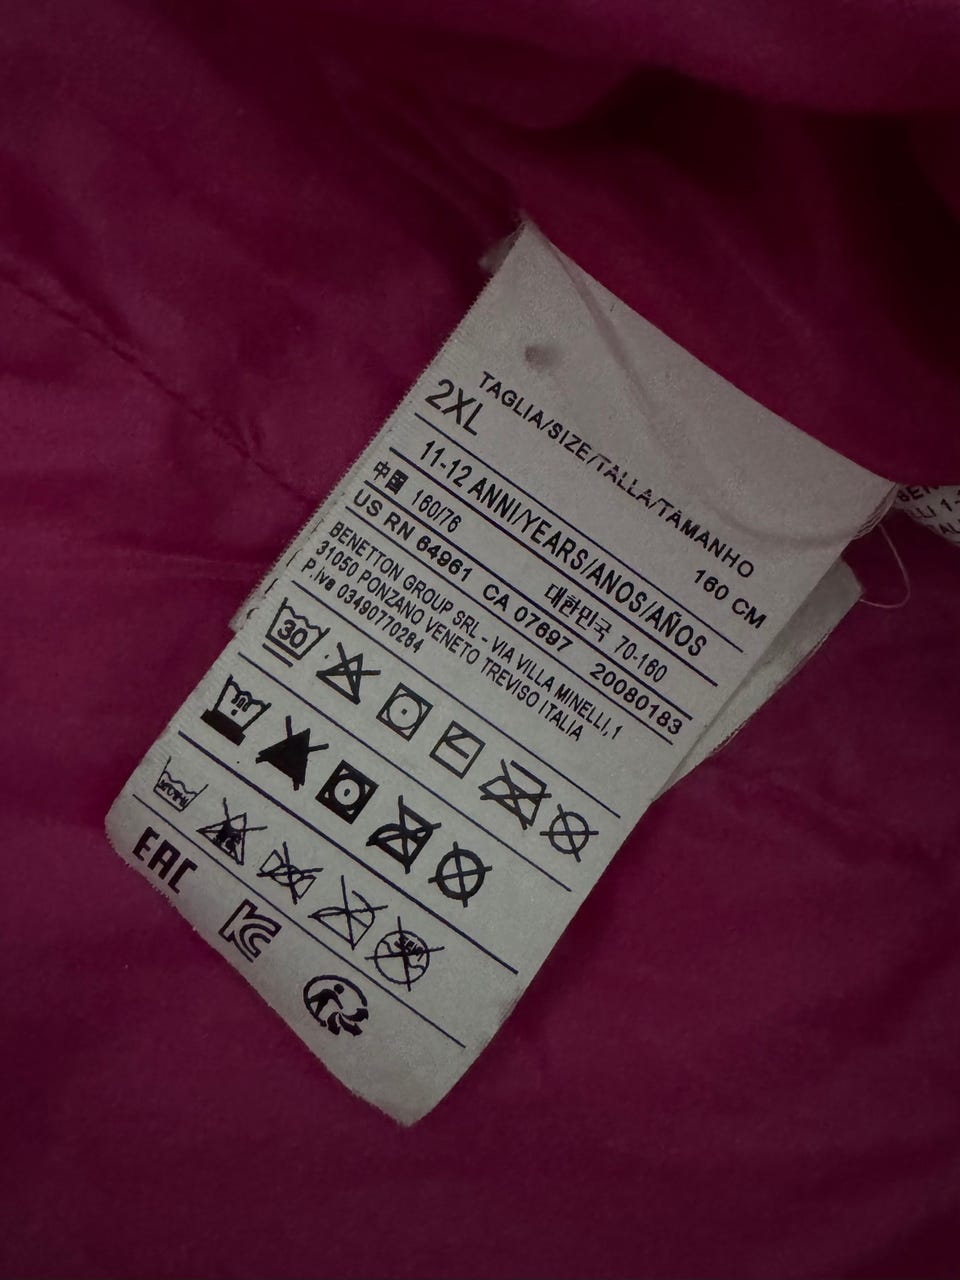 TAGLIA/SIZE/TALLA/TAMANHO
2XL 160 CM
11-12 ANNI/YEARS/ANOS/AÑOS
中国 160/76 대한민국 70-160
US RN 64961 CA 07697 20080183
BENETTON GROUP SRL - VIA VILLA MINELLI, 1
31050 PONZANO VENETO TREVISO ITALIA
P.iva 03490770264
30
EAC